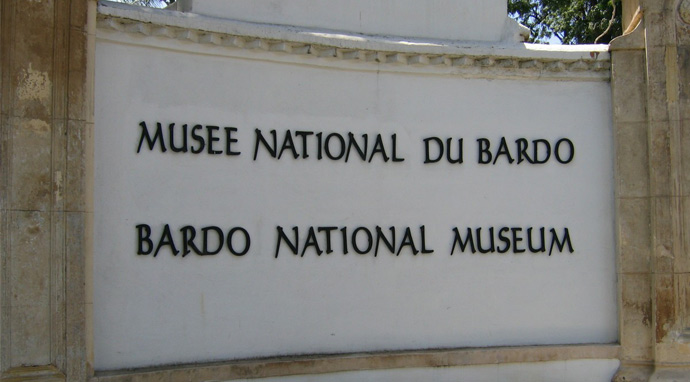 MUSEE NATIONAL DU BARDO
BARDO NATIONAL MUSEUM